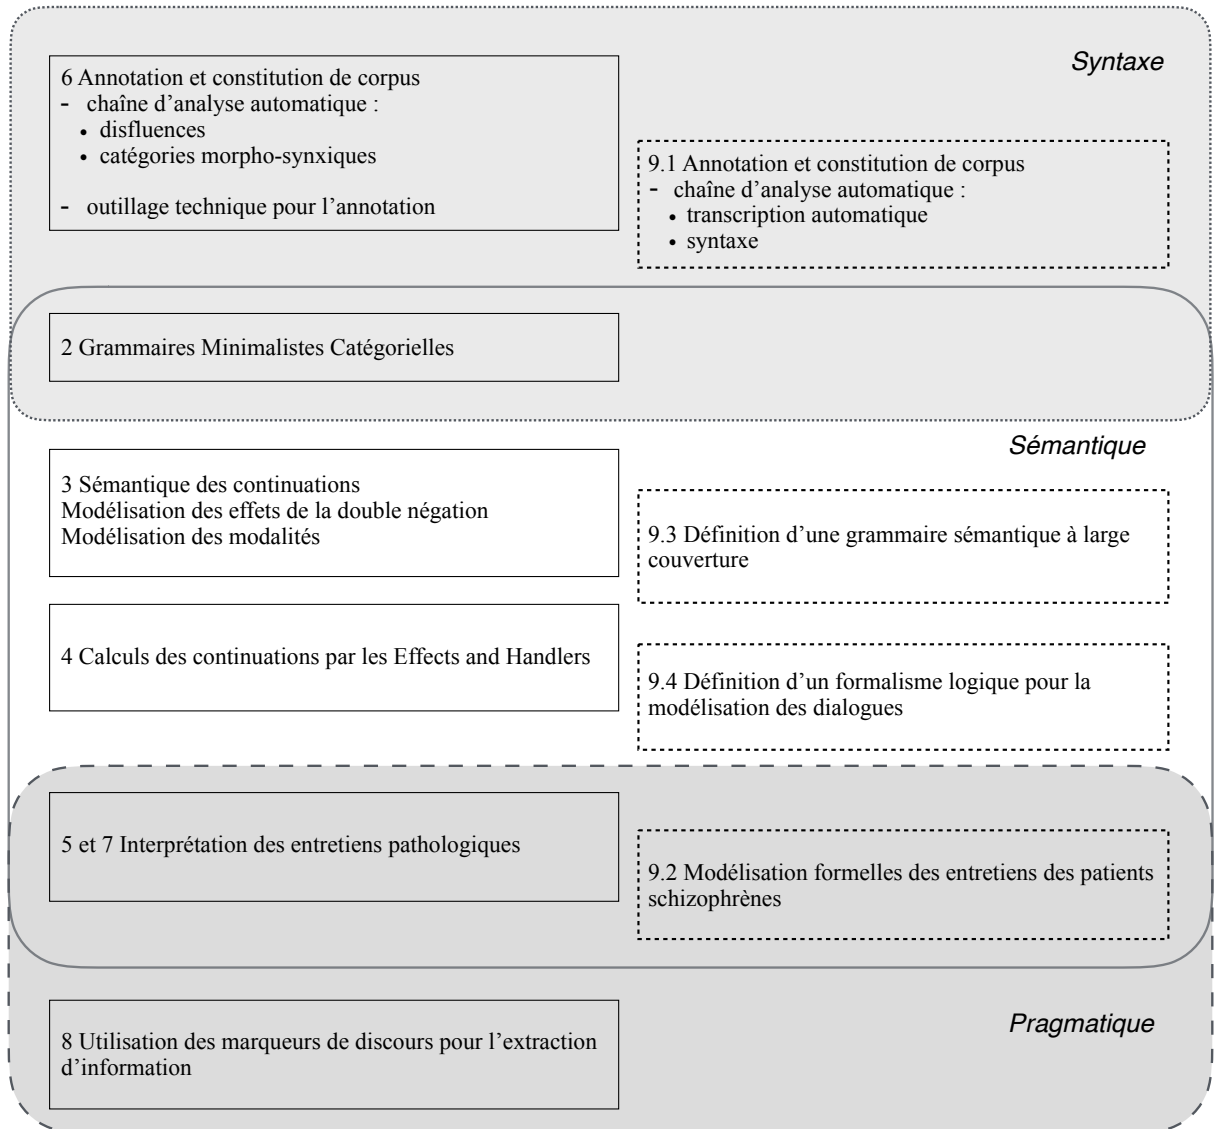 Syntaxe
6 Annotation et constitution de corpus
- chaîne d’analyse automatique :
• disfluences
• catégories morpho-synxiques
- outillage technique pour l’annotation
9.1 Annotation et constitution de corpus
- chaîne d’analyse automatique :
• transcription automatique
• syntaxe
2 Grammaires Minimalistes Catégorielles
Sémantique
3 Sémantique des continuations
Modélisation des effets de la double négation
Modélisation des modalités
9.3 Définition d’une grammaire sémantique à large
couverture
4 Calculs des continuations par les Effects and Handlers
9.4 Définition d’un formalisme logique pour la
modélisation des dialogues
5 et 7 Interprétation des entretiens pathologiques
9.2 Modélisation formelles des entretiens des patients
schizophrènes
Pragmatique
8 Utilisation des marqueurs de discours pour l’extraction
d’information